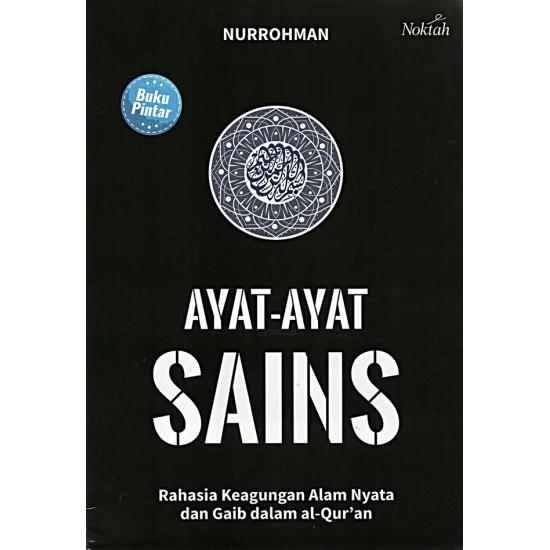 NURROHMAN
Noktah
Buku
Pintar
AYAT-AYAT
SAINS
Rahasia Keagungan Alam Nyata
dan Gaib dalam al-Qur'an